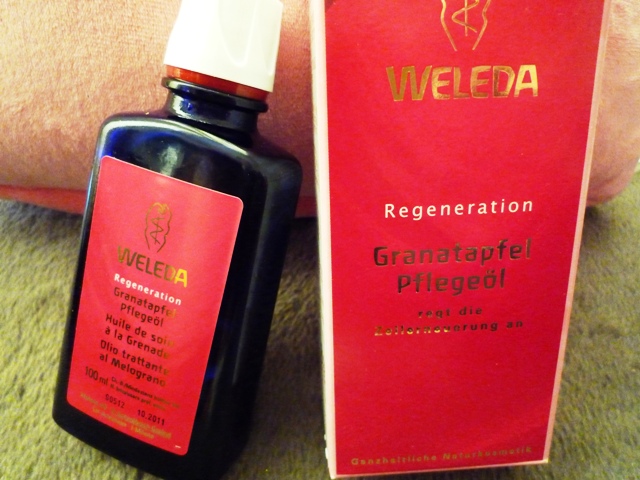 WELEDA
Regeneration
Granatapfel
Pflegeöl
Huile de soin
à la Grenade
Olio trattante
al Melograno
100 ml
10.2011
WELEDA
Regeneration
Granatapfel
Pflegeöl
regt die
Zellerneuerung an
Ganzheitliche Naturkosmetik